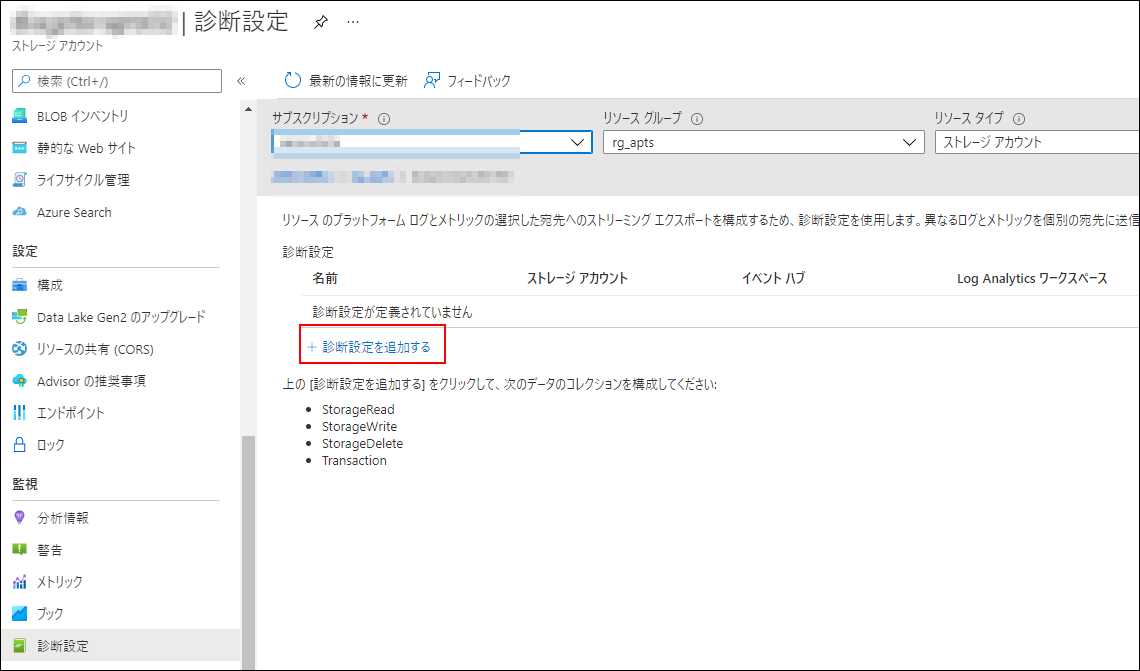 | 診断設定
ストレージ アカウント
検索 (Ctrl+/)
BLOB インベントリ
静的な Web サイト
ライフサイクル管理
Azure Search
設定
構成
Data Lake Gen2 のアップグレード
リソースの共有 (CORS)
Advisor の推奨事項
エンドポイント
ロック
監視
分析情報
警告
メトリック
ブック
診断設定
最新の情報に更新 フィードバック
サブスクリプション * リソース グループ リソース タイプ
rg_apts ストレージ アカウント
リソース のプラットフォーム ログとメトリックの選択した宛先へのストリーミング エクスポートを構成するため、診断設定を使用します。異なるログとメトリックを個別の宛先に送信
診断設定
名前 ストレージ アカウント イベント ハブ Log Analytics ワークスペース
診断設定が定義されていません
+ 診断設定を追加する
上の [診断設定を追加する] をクリックして、次のデータのコレクションを構成してください:
• StorageRead
• StorageWrite
• StorageDelete
• Transaction